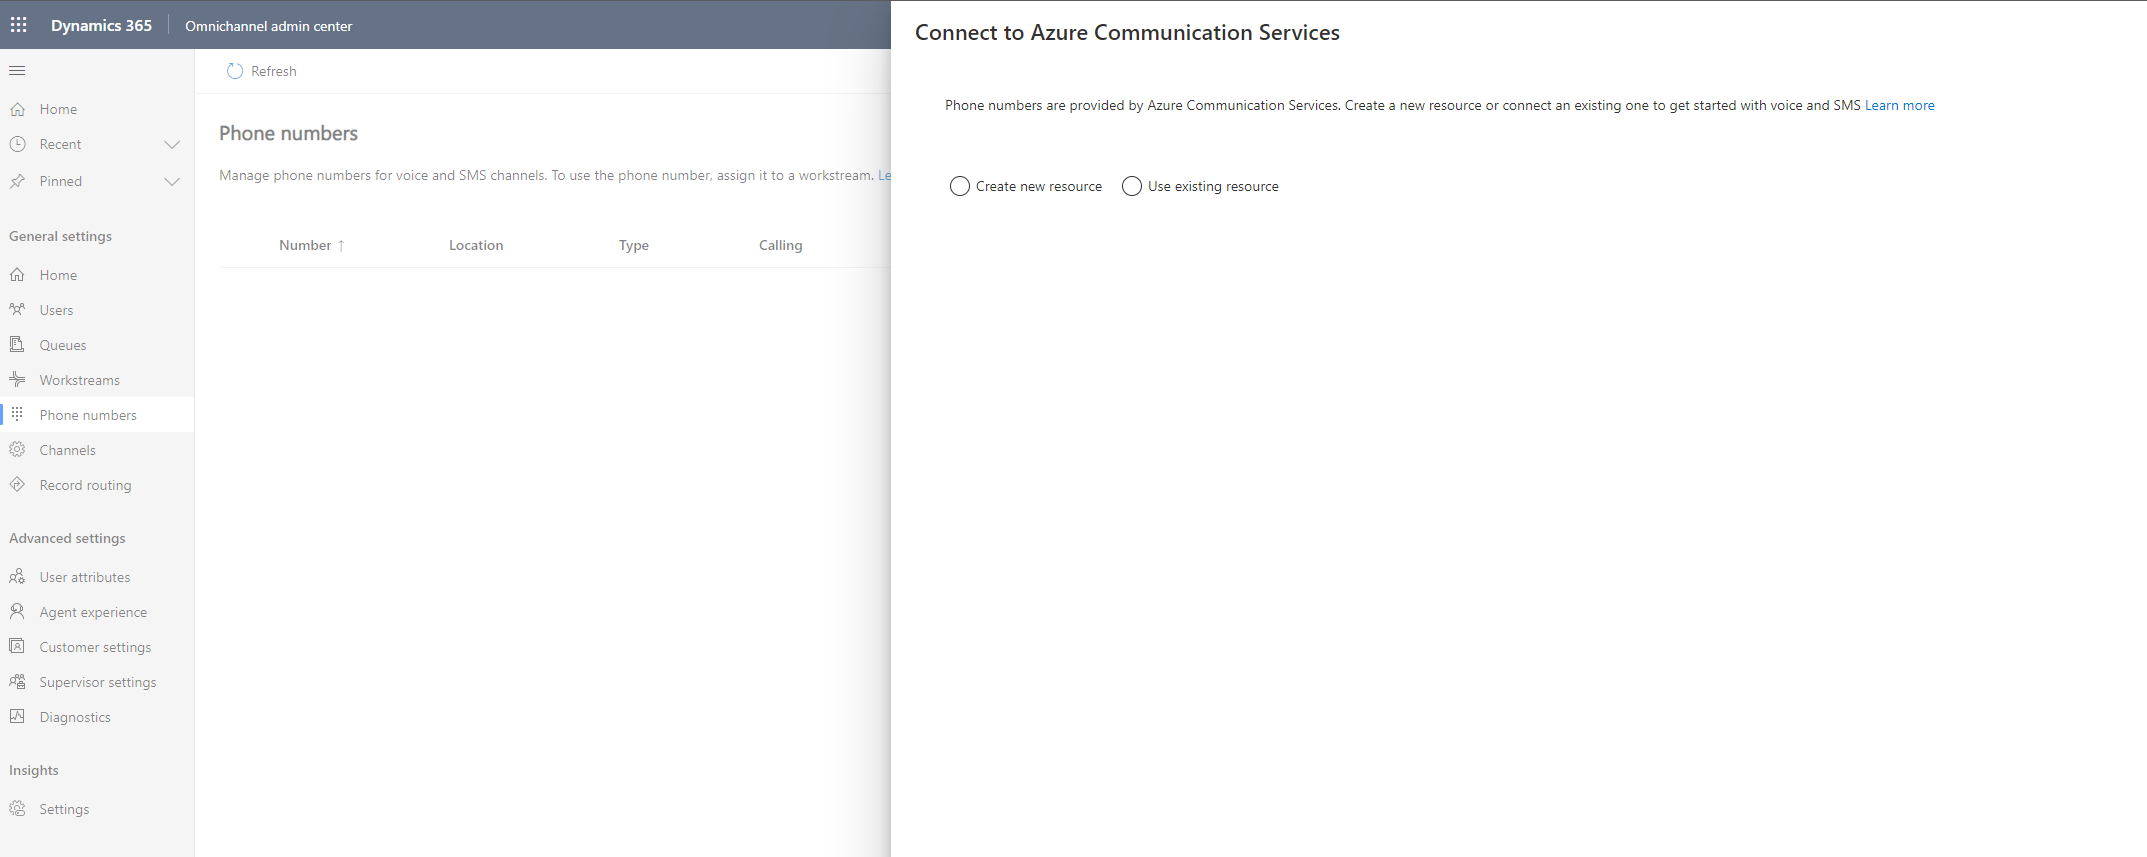 Dynamics 365
Omnichannel admin center
Home
Recent
Pinned
General settings
Home
Users
Queues
Workstreams
Phone numbers
Channels
Record routing
Advanced settings
User attributes
Agent experience
Customer settings
Supervisor settings
Diagnostics
Insights
Settings
Refresh
Phone numbers
Manage phone numbers for voice and SMS channels. To use the phone number, assign it to a workstream. Le
Number ↑ Location Type Calling
Connect to Azure Communication Services
Phone numbers are provided by Azure Communication Services. Create a new resource or connect an existing one to get started with voice and SMS Learn more
Create new resource Use existing resource